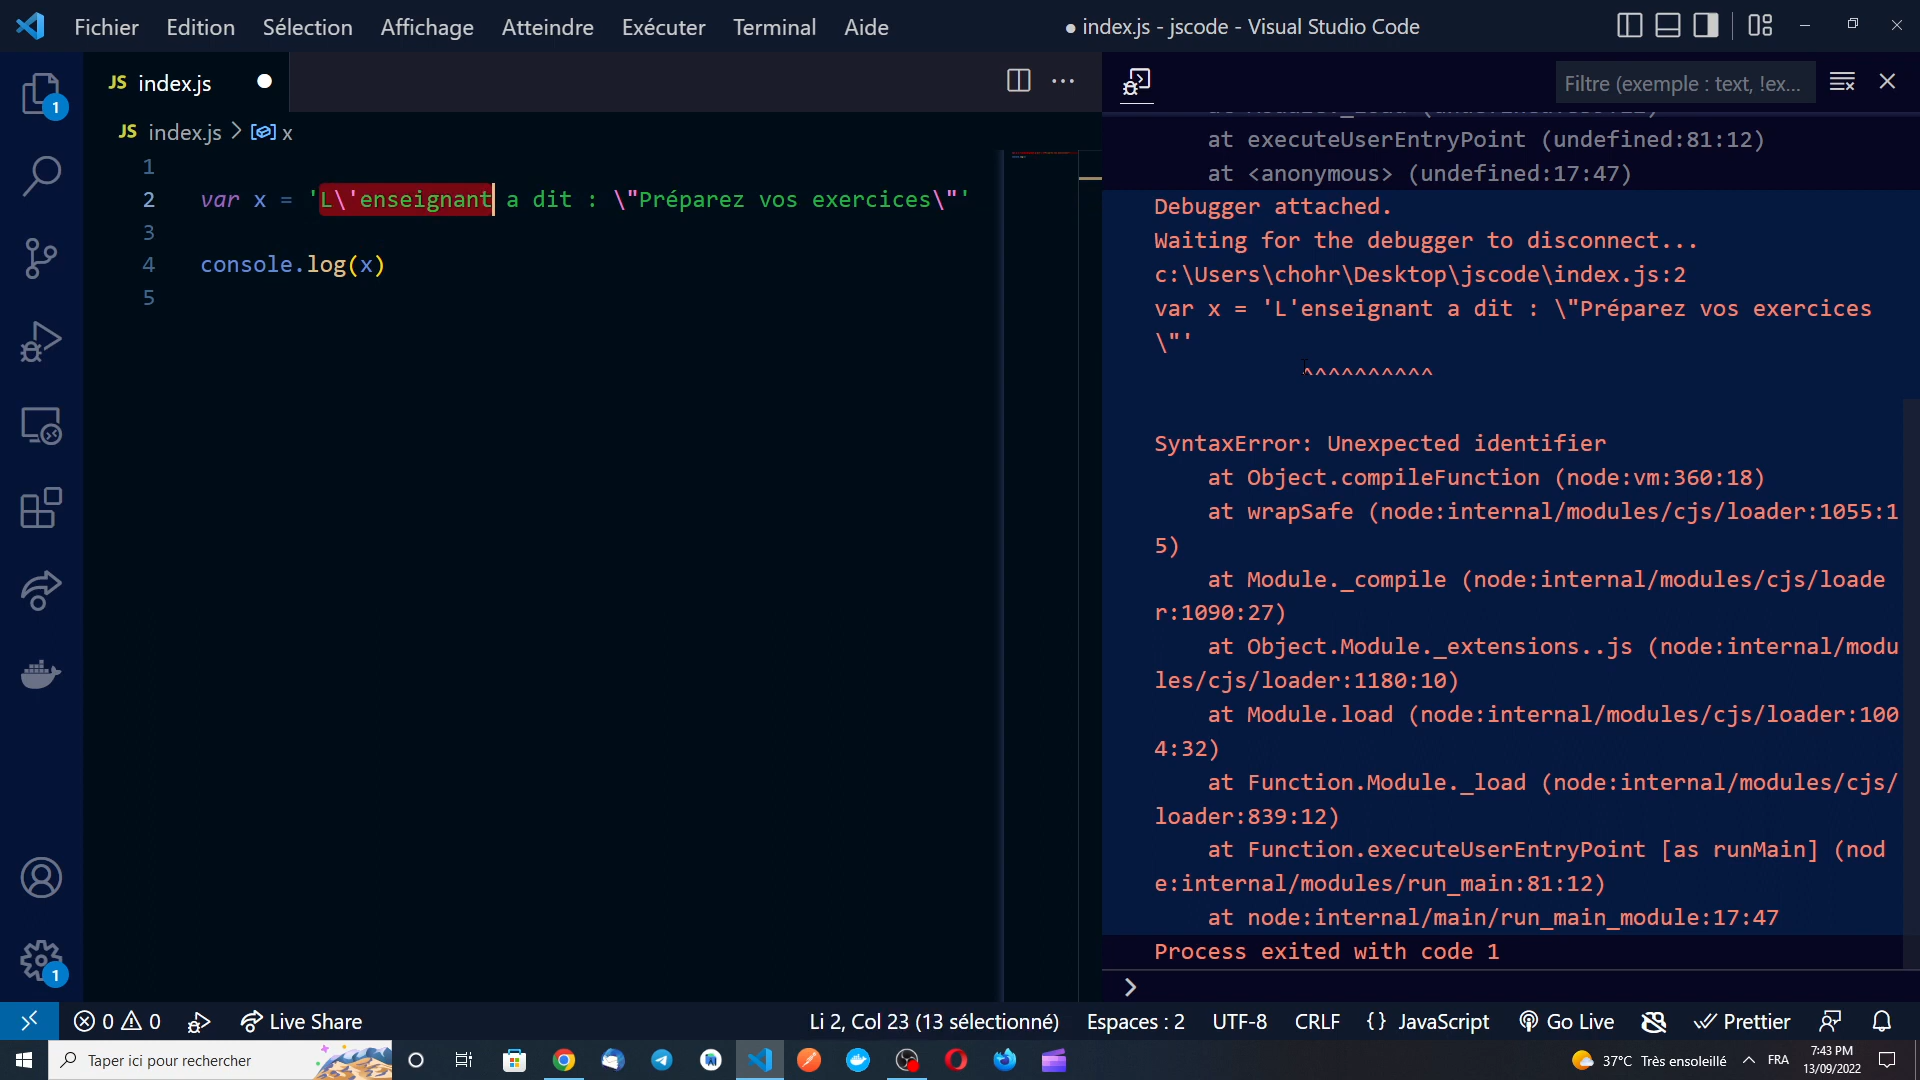 Fichier Edition Sélection Affichage Atteindre Exécuter Terminal Aide
● index.js - jscode - Visual Studio Code
JS index.js
Filtre (exemple : text, !ex...
JS index.js > x
1
2 var x = 'L\'enseignant a dit : \"Préparez vos exercices\"'
3
4 console.log(x)
5
at executeUserEntryPoint (undefined:81:12)
at <anonymous> (undefined:17:47)
Debugger attached.
Waiting for the debugger to disconnect...
c:\Users\chohr\Desktop\jscode\index.js:2
var x = 'L'enseignant a dit : \"Préparez vos exercices
\"'
^^^^^^^^^^
SyntaxError: Unexpected identifier
at Object.compileFunction (node:vm:360:18)
at wrapSafe (node:internal/modules/cjs/loader:1055:1
5)
at Module._compile (node:internal/modules/cjs/loade
r:1090:27)
at Object.Module._extensions..js (node:internal/modu
les/cjs/loader:1180:10)
at Module.load (node:internal/modules/cjs/loader:100
4:32)
at Function.Module._load (node:internal/modules/cjs/
loader:839:12)
at Function.executeUserEntryPoint [as runMain] (nod
e:internal/modules/run_main:81:12)
at node:internal/main/run_main_module:17:47
Process exited with code 1
>
1
1
0 0 Live Share
Li 2, Col 23 (13 sélectionné) Espaces : 2 UTF-8 CRLF {} JavaScript Go Live Prettier
Taper ici pour rechercher
37°C Très ensoleillé FRA
7:43 PM
13/09/2022